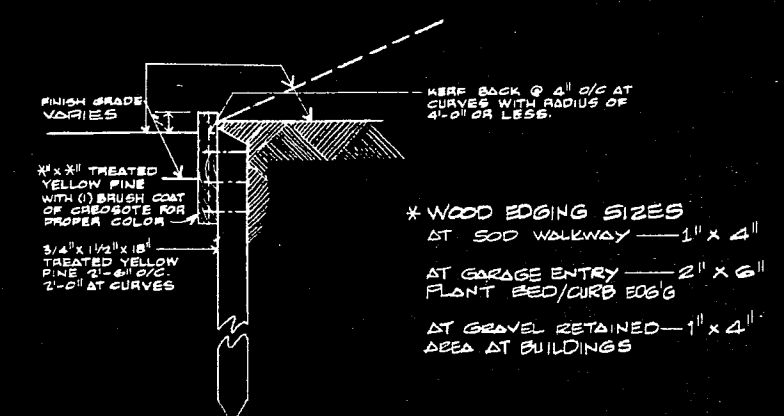 FINISH GRADE
VARIES
KERF BACK @ 4" O/C AT
CURVES WITH RADIUS OF
4'-0" OR LESS.
*" x *" TREATED
YELLOW PINE
WITH (1) BRUSH COAT
OF CREOSOTE FOR
PROPER COLOR
3/4" x 1 1/2" x 18"
TREATED YELLOW
PINE 2'-6" O/C.
2'-0" AT CURVES
* WOOD EDGING SIZES
AT SOD WALKWAY — 1" x 4"
AT GARAGE ENTRY — 2" x 6"
PLANT BED/CURB EDG'G
AT GRAVEL RETAINED — 1" x 4"
AREA AT BUILDINGS